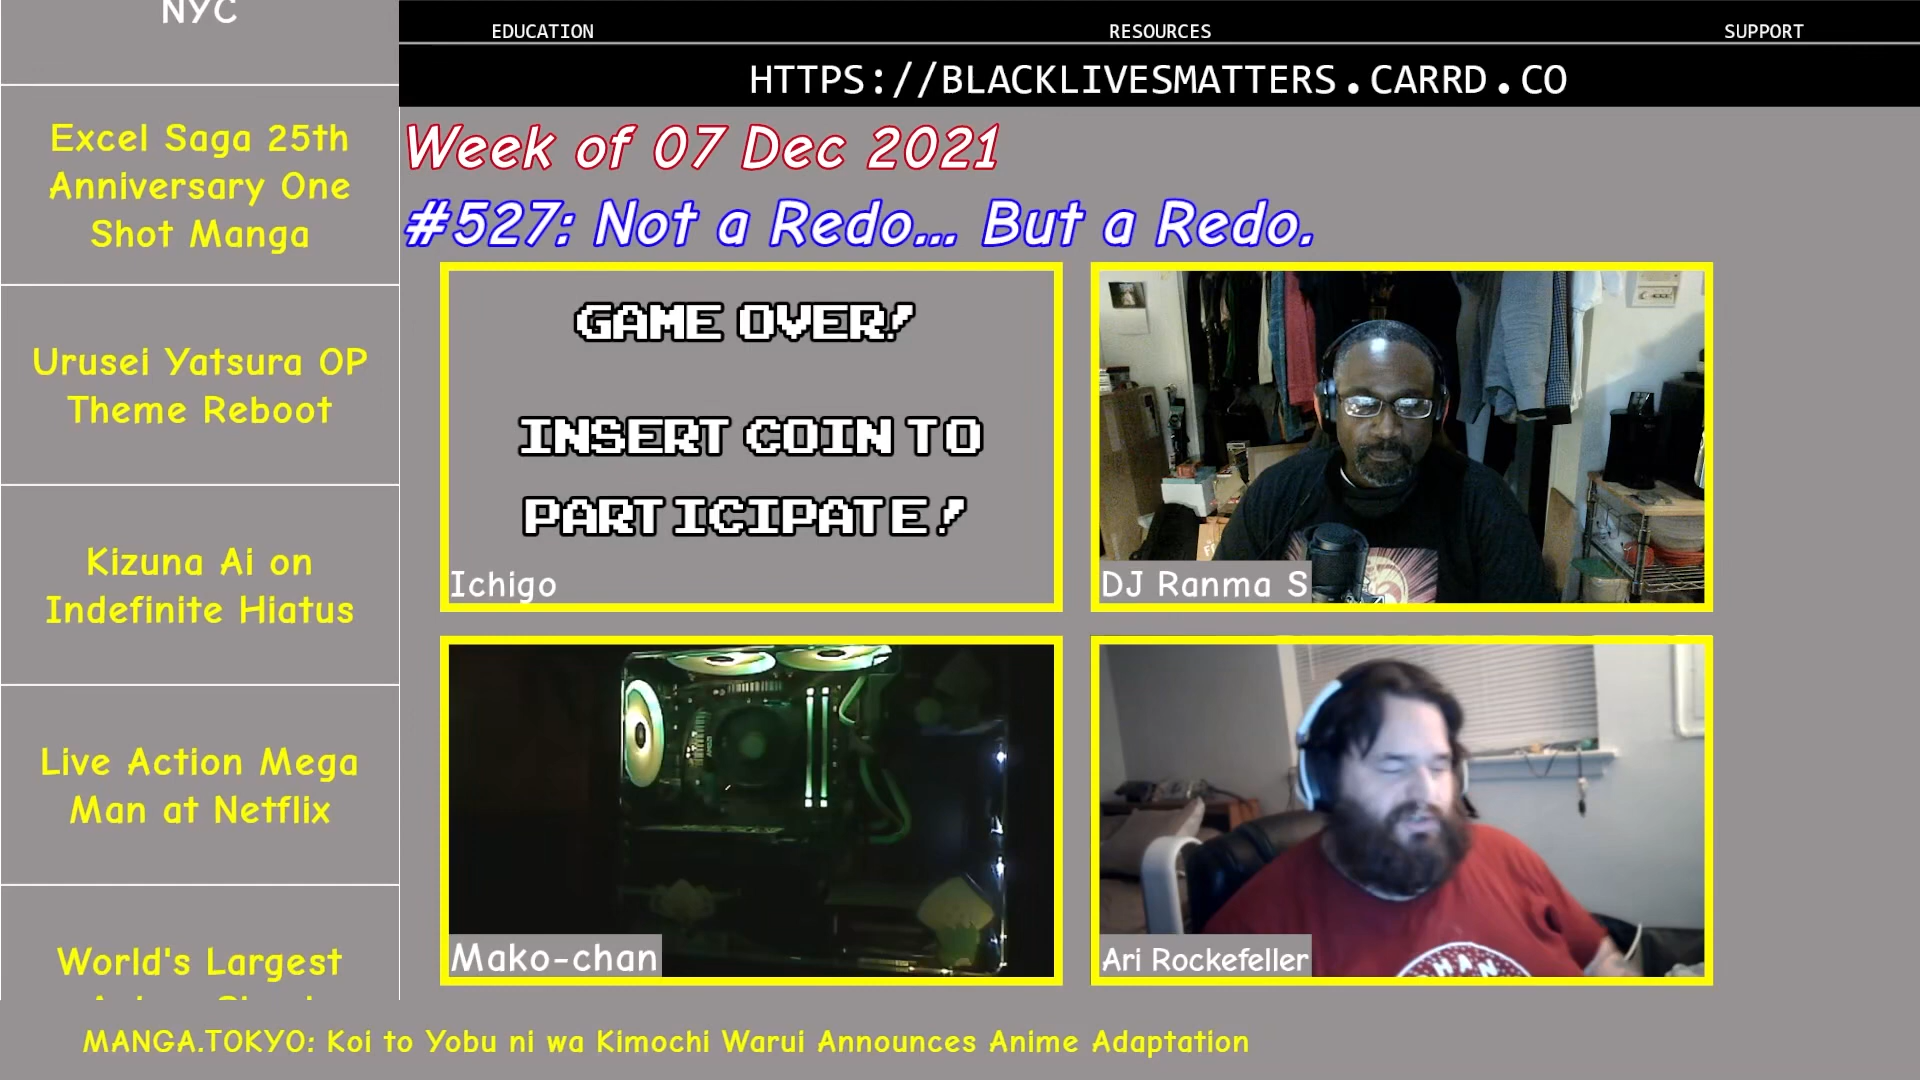 NYC
EDUCATION
RESOURCES
SUPPORT
HTTPS://BLACKLIVESMATTERS.CARRD.CO
Excel Saga 25th
Anniversary One
Shot Manga
Urusei Yatsura OP
Theme Reboot
Kizuna Ai on
Indefinite Hiatus
Live Action Mega
Man at Netflix
World's Largest
Week of 07 Dec 2021
#527: Not a Redo... But a Redo.
GAME OVER!
INSERT COIN TO
PARTICIPATE!
Ichigo
DJ Ranma S
Mako-chan
Ari Rockefeller
HAN
MANGA.TOKYO: Koi to Yobu ni wa Kimochi Warui Announces Anime Adaptation